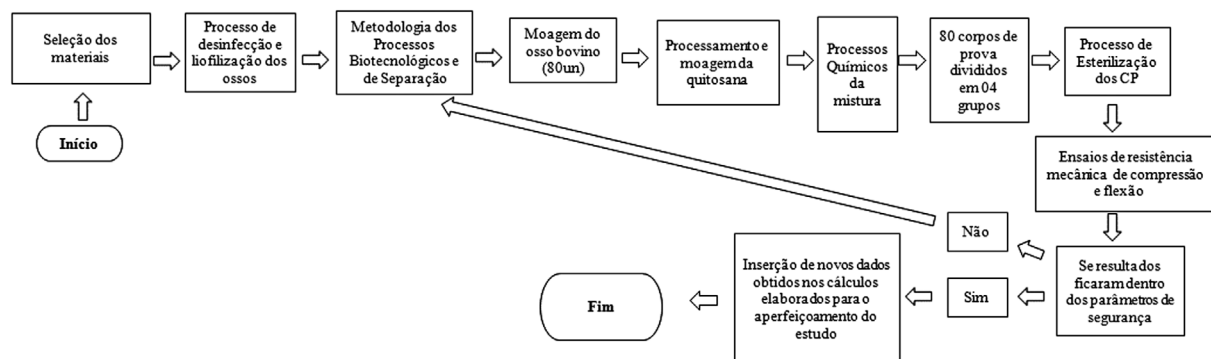 Seleção dos
materiais
Início
Processo de
desinfecção e
liofilização dos
ossos
Metodologia dos
Processos
Biotecnológicos e
de Separação
Moagem do
osso bovino
(80un)
Processamento e
moagem da
quitosana
Processos
Químicos
da
mistura
80 corpos de
prova
divididos
em 04
grupos
Processo de
Esterilização
dos CP
Ensaios de resistência
mecânica de compressão
e flexão
Se resultados
ficaram dentro
dos parâmetros de
segurança
Não
Sim
Inserção de novos dados
obtidos nos cálculos
elaborados para o
aperfeiçoamento do
estudo
Fim